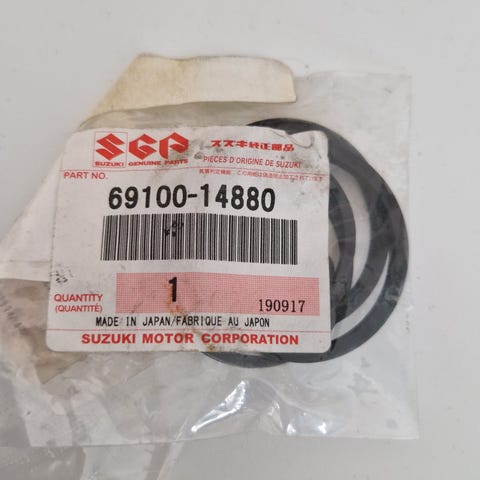 SGP
スズキ純正部品
SUZUKI GENUINE PARTS
PIÈCES D'ORIGINE DE SUZUKI
PART NO.
69100-14880
QUANTITY
(QUANTITÉ)
1
190917
MADE IN JAPAN/FABRIQUE AU JAPON
SUZUKI MOTOR CORPORATION